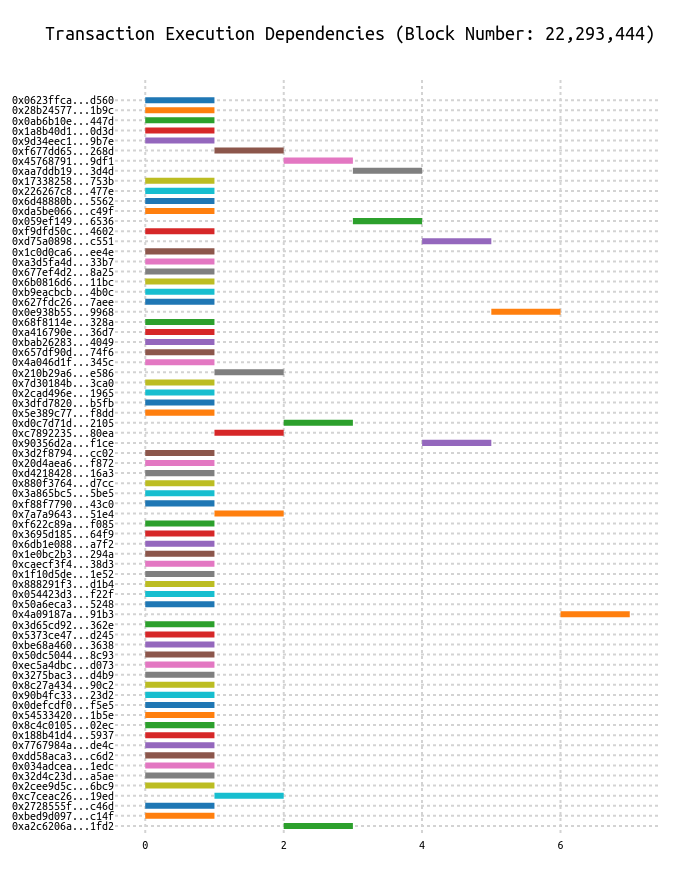 Transaction Execution Dependencies (Block Number: 22,293,444)
0x0623ffca...d560
0x28b24577...1b9c
0x0ab6b10e...447d
0x1a8b40d1...0d3d
0x9d34eec1...9b7e
0xf677dd65...268d
0x45768791...9df1
0xaa7ddb19...3d4d
0x17338258...753b
0x226267c8...477e
0x6d48880b...5562
0xda5be066...c49f
0x059ef149...6536
0xf9dfd50c...4602
0xd75a0898...c551
0x1c0d0ca6...ee4e
0xa3d5fa4d...33b7
0x677ef4d2...8a25
0x6b0816d6...11bc
0xb9eacbcb...4b0c
0x627fdc26...7aee
0x0e938b55...9968
0x68f8114e...328a
0xa416790e...36d7
0xbab26283...4049
0x657df90d...74f6
0x4a046d1f...345c
0x210b29a6...e586
0x7d30184b...3ca0
0x2cad496e...1965
0x3dfd7820...b5fb
0x5e389c77...f8dd
0xd0c7d71d...2105
0xc7892235...80ea
0x90356d2a...f1ce
0x3d2f8794...cc02
0x20d4aea6...f872
0xd4218428...16a3
0x880f3764...d7cc
0x3a865bc5...5be5
0xf88f7790...43c0
0x7a7a9643...51e4
0xf622c89a...f085
0x3695d185...64f9
0x6db1e088...a7f2
0x1e0bc2b3...294a
0xcaecf3f4...38d3
0x1f10d5de...1e52
0x888291f3...d1b4
0x054423d3...f22f
0x50a6eca3...5248
0x4a09187a...91b3
0x3d65cd92...362e
0x5373ce47...d245
0xbe68a460...3638
0x50dc5044...8c93
0xec5a4dbc...d073
0x3275bac3...d4b9
0x8c27a434...90c2
0x90b4fc33...23d2
0x0defcdf0...f5e5
0x54533420...1b5e
0x8c4c0105...02ec
0x188b41d4...5937
0x7767984a...de4c
0xdd58aca3...c6d2
0x034adcea...1edc
0x32d4c23d...a5ae
0x2cee9d5c...6bc9
0xc7ceac26...19ed
0x2728555f...c46d
0xbed9d097...c14f
0xa2c6206a...1fd2
0 2 4 6